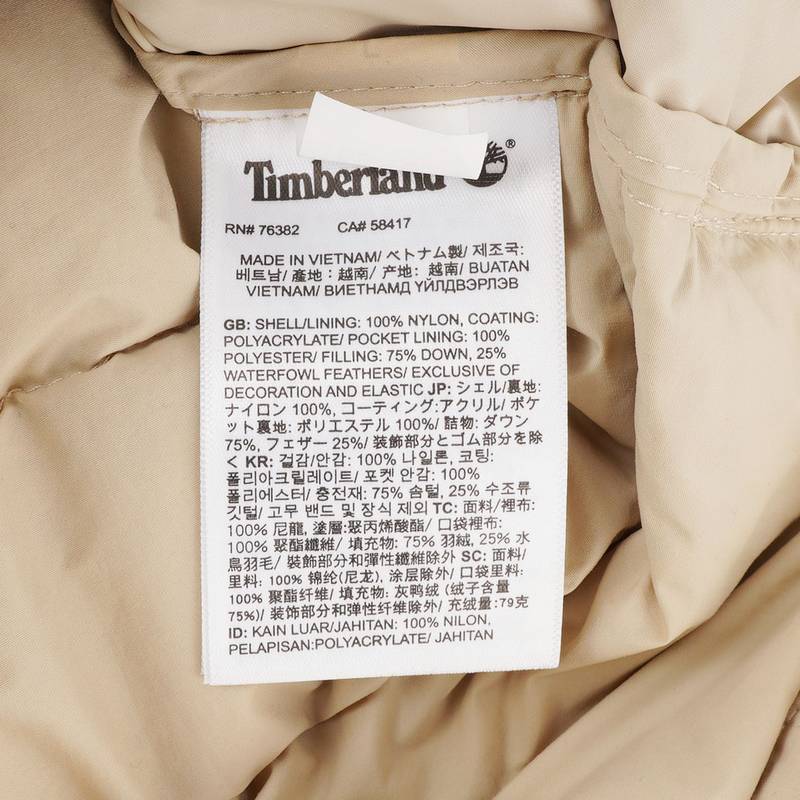 Timberland®
RN# 76382 CA# 58417
MADE IN VIETNAM/ ベトナム製/ 제조국:
베트남/ 產地：越南/ 产地：越南/ BUATAN
VIETNAM/ ВИЕТНАМД ҮЙЛДВЭРЛЭВ
GB: SHELL/LINING: 100% NYLON, COATING:
POLYACRYLATE/ POCKET LINING: 100%
POLYESTER/ FILLING: 75% DOWN, 25%
WATERFOWL FEATHERS/ EXCLUSIVE OF
DECORATION AND ELASTIC JP: シェル/裏地:
ナイロン 100%, コーティング:アクリル/ ポケ
ット裏地: ポリエステル 100%/ 詰物: ダウン
75%, フェザー 25%/ 装飾部分とゴム部分を除
く KR: 겉감/안감: 100% 나일론, 코팅:
폴리아크릴레이트/ 포켓 안감: 100%
폴리에스터/ 충전재: 75% 솜털, 25% 수조류
깃털/ 고무 밴드 및 장식 제외 TC: 面料/裡布:
100% 尼龍, 塗層:聚丙烯酸酯/ 口袋裡布:
100% 聚酯纖維/ 填充物: 75% 羽絨, 25% 水
鳥羽毛/ 裝飾部分和彈性纖維除外 SC: 面料/
里料: 100% 锦纶(尼龙), 涂层除外/ 口袋里料:
100% 聚酯纤维/ 填充物: 灰鸭绒 (绒子含量
75%)/ 装饰部分和弹性纤维除外/ 充绒量:79克
ID: KAIN LUAR/JAHITAN: 100% NILON,
PELAPISAN:POLYACRYLATE/ JAHITAN